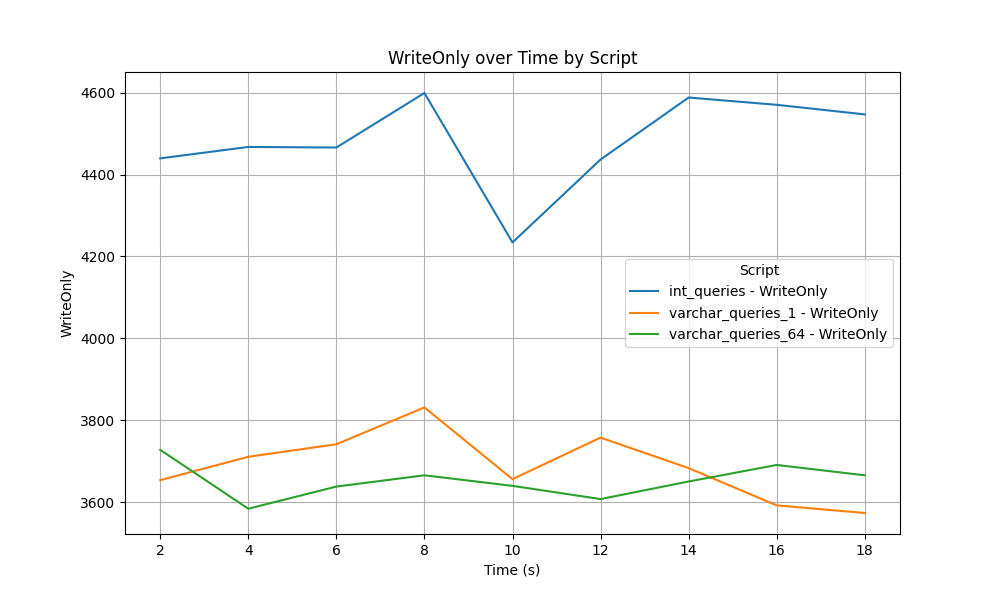 WriteOnly over Time by Script
WriteOnly
4600
4400
4200
4000
3800
3600
Script
int_queries - WriteOnly
varchar_queries_1 - WriteOnly
varchar_queries_64 - WriteOnly
2 4 6 8 10 12 14 16 18
Time (s)